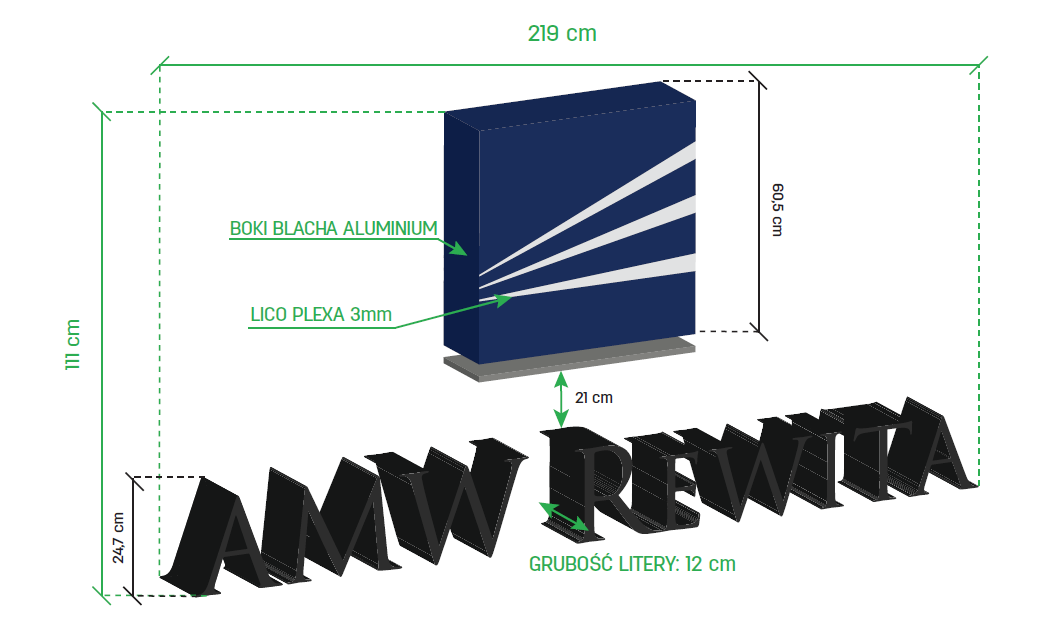 219 cm
60,5 cm
BOKI BLACHA ALUMINIUM
LICO PLEXA 3mm
111 cm
21 cm
AMW REWITA
24,7 cm
GRUBOŚĆ LITERY: 12 cm